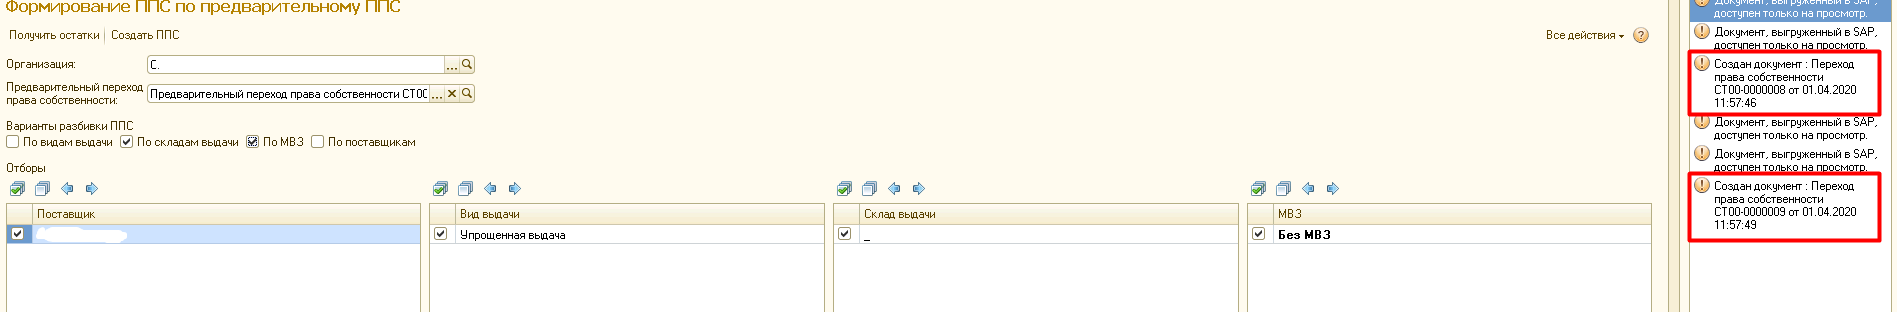 Формирование ППС по предварительному ППС
Получить остатки Создать ППС
Все действия
Организация: С.
Предварительный переход
права собственности: Предварительный переход права собственности СТ00
Варианты разбивки ППС
По видам выдачи По складам выдачи По МВЗ По поставщикам
Отборы
Поставщик Вид выдачи Склад выдачи МВЗ
Упрощенная выдача _ Без МВЗ
Документ, выгруженный в SAP,
доступен только на просмотр.
Документ, выгруженный в SAP,
доступен только на просмотр.
Создан документ : Переход
права собственности
СТ00-0000008 от 01.04.2020
11:57:46
Документ, выгруженный в SAP,
доступен только на просмотр.
Документ, выгруженный в SAP,
доступен только на просмотр.
Создан документ : Переход
права собственности
СТ00-0000009 от 01.04.2020
11:57:49